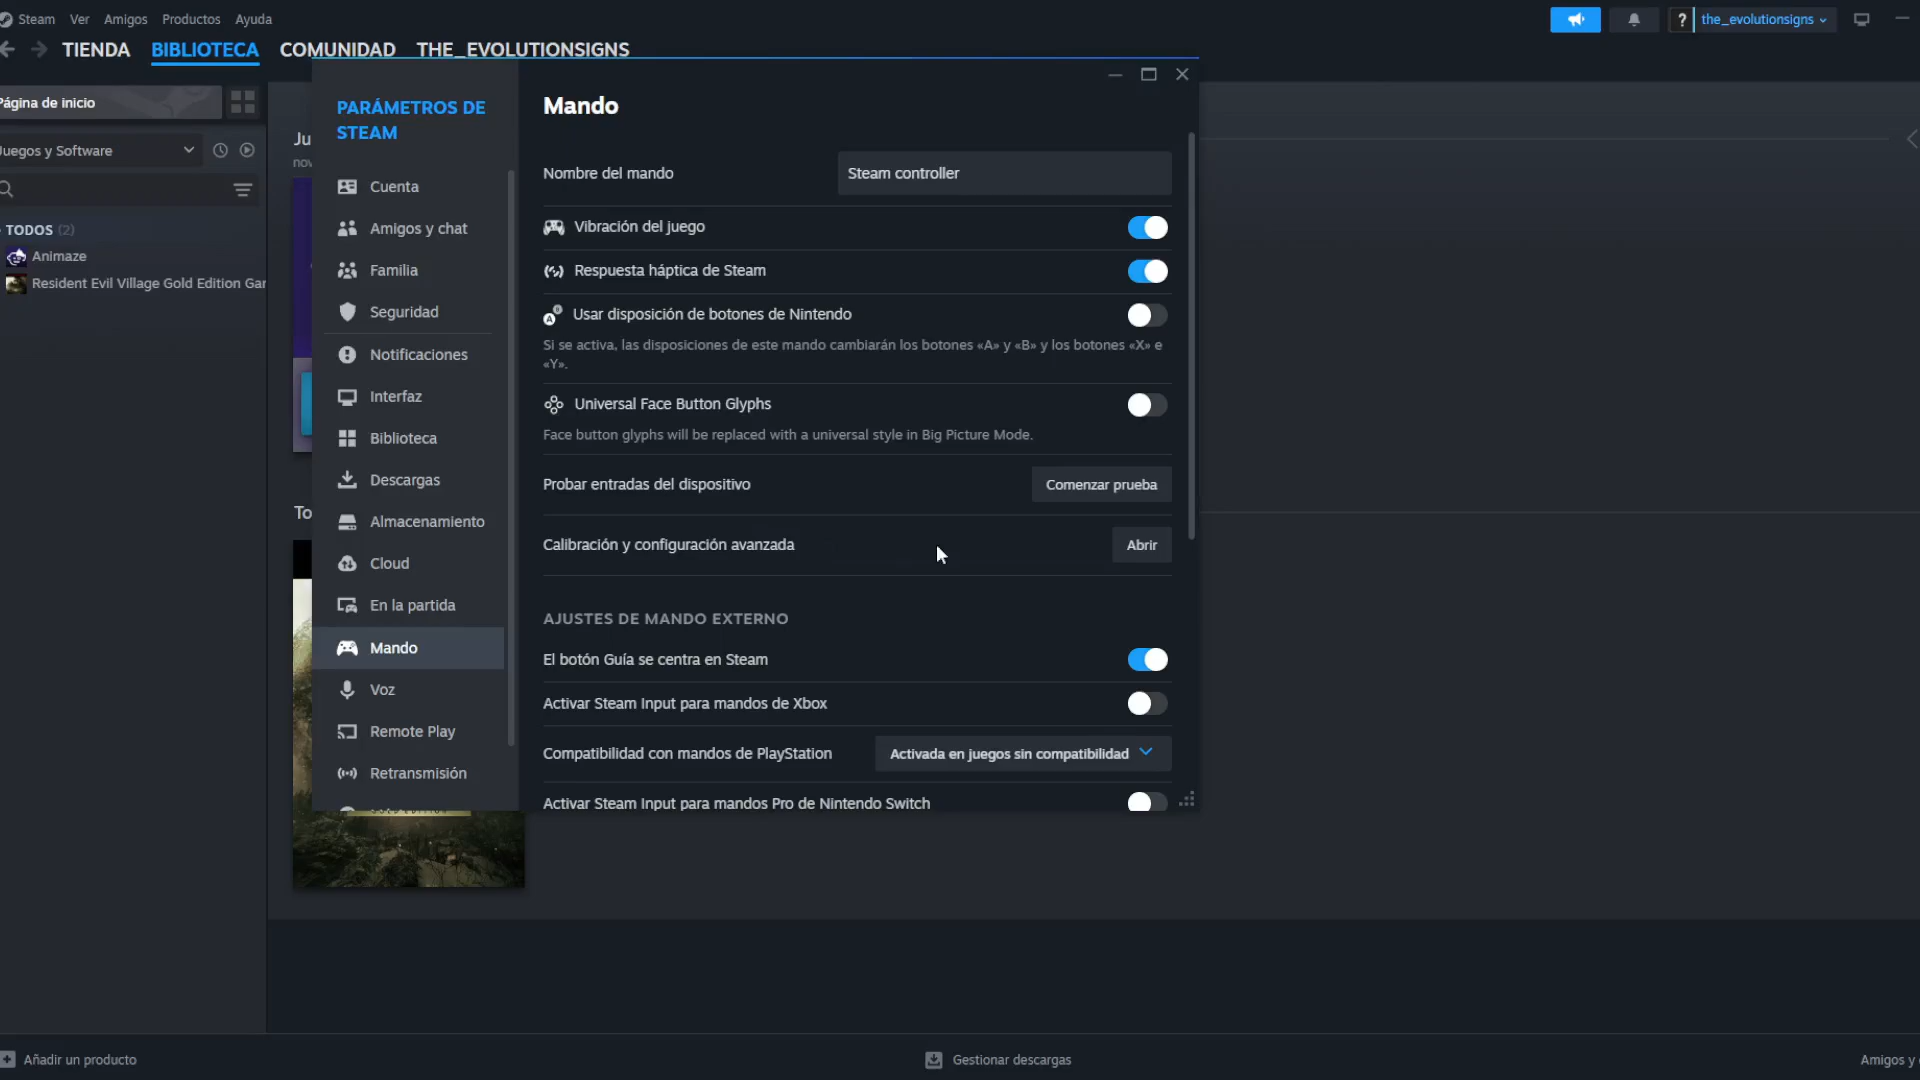 Steam Ver Amigos Productos Ayuda
? the_evolutionsigns
TIENDA BIBLIOTECA COMUNIDAD THE_EVOLUTIONSIGNS
Página de inicio
Juegos y Software
TODOS (2)
Animaze
Resident Evil Village Gold Edition Gar
Ju
nov
To
PARÁMETROS DE
STEAM
Cuenta
Amigos y chat
Familia
Seguridad
Notificaciones
Interfaz
Biblioteca
Descargas
Almacenamiento
Cloud
En la partida
Mando
Voz
Remote Play
Retransmisión
Mando
Nombre del mando Steam controller
Vibración del juego
Respuesta háptica de Steam
Usar disposición de botones de Nintendo
Si se activa, las disposiciones de este mando cambiarán los botones «A» y «B» y los botones «X» e
«Y».
Universal Face Button Glyphs
Face button glyphs will be replaced with a universal style in Big Picture Mode.
Probar entradas del dispositivo Comenzar prueba
Calibración y configuración avanzada Abrir
AJUSTES DE MANDO EXTERNO
El botón Guía se centra en Steam
Activar Steam Input para mandos de Xbox
Compatibilidad con mandos de PlayStation Activada en juegos sin compatibilidad
Activar Steam Input para mandos Pro de Nintendo Switch
Añadir un producto
Gestionar descargas
Amigos y